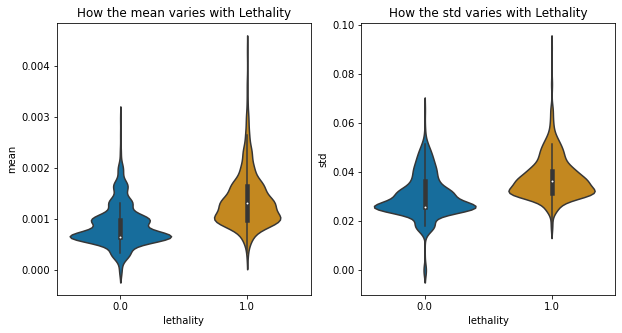 How the mean varies with Lethality
mean
0.004
0.003
0.002
0.001
0.000
0.0
1.0
lethality
How the std varies with Lethality
std
0.10
0.08
0.06
0.04
0.02
0.00
0.0
1.0
lethality